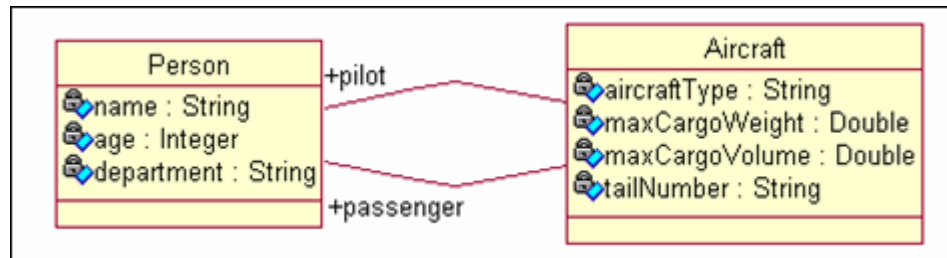 Person
name : String
age : Integer
department : String
+pilot
+passenger
Aircraft
aircraftType : String
maxCargoWeight : Double
maxCargoVolume : Double
tailNumber : String